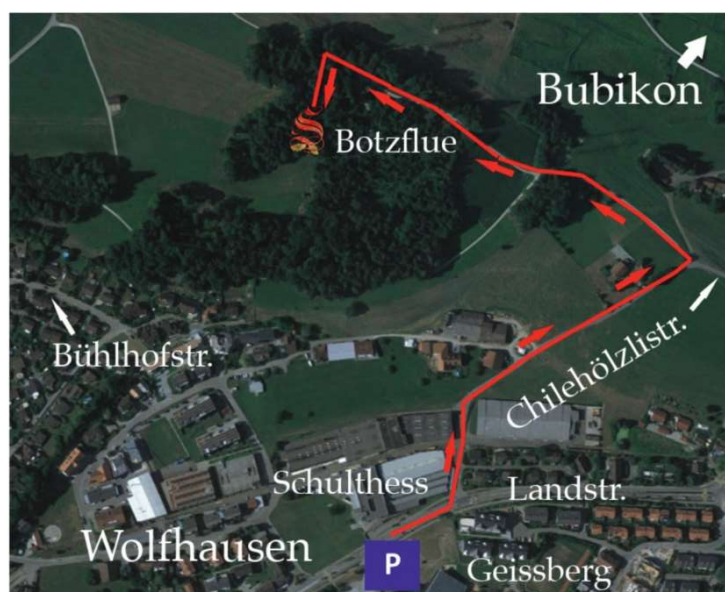 Bubikon
Botzflue
Bühlhofstr.
Chilehölzlistr.
Schulthess
Landstr.
Wolfhausen
P
Geissberg